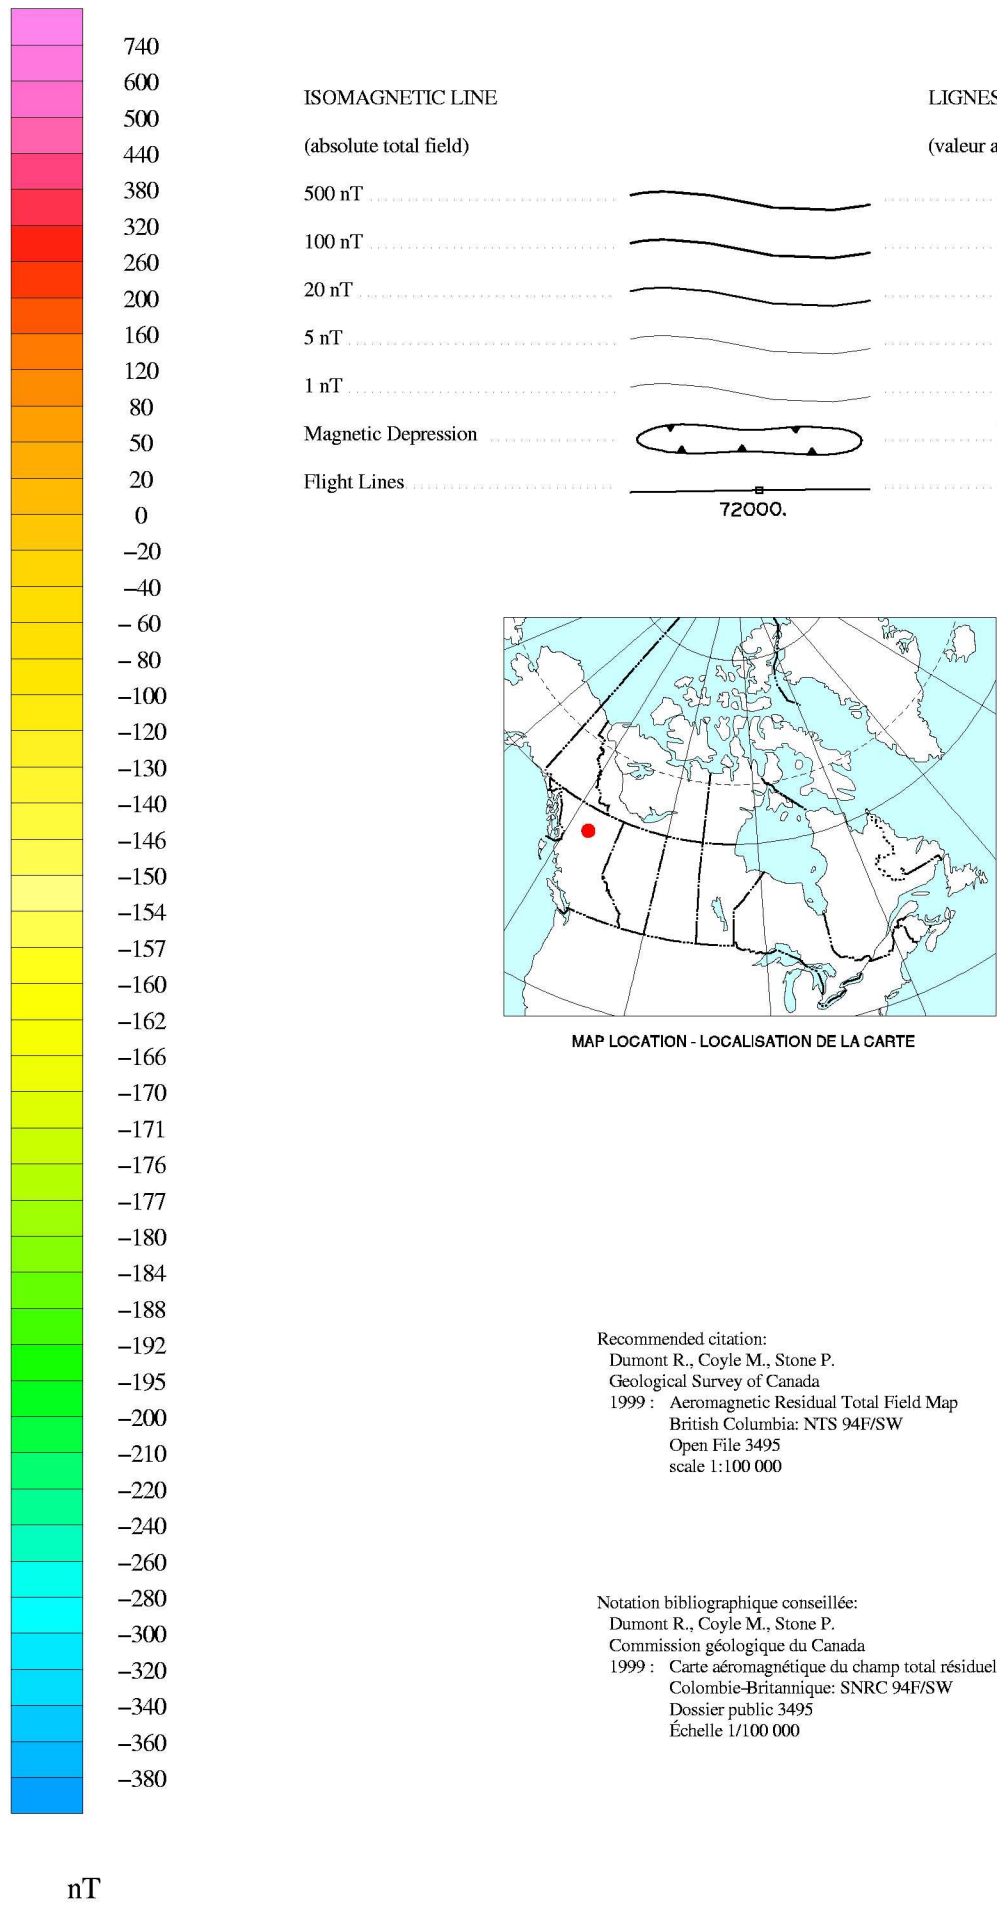 740
600
500
440
380
320
260
200
160
120
80
50
20
0
−20
−40
− 60
− 80
−100
−120
−130
−140
−146
−150
−154
−157
−160
−162
−166
−170
−171
−176
−177
−180
−184
−188
−192
−195
−200
−210
−220
−240
−260
−280
−300
−320
−340
−360
−380
nT
ISOMAGNETIC LINE
(absolute total field)
500 nT
100 nT
20 nT
5 nT
1 nT
Magnetic Depression
Flight Lines
72000.
LIGNES
(valeur a
MAP LOCATION - LOCALISATION DE LA CARTE
Recommended citation:
Dumont R., Coyle M., Stone P.
Geological Survey of Canada
1999 : Aeromagnetic Residual Total Field Map
British Columbia: NTS 94F/SW
Open File 3495
scale 1:100 000
Notation bibliographique conseillée:
Dumont R., Coyle M., Stone P.
Commission géologique du Canada
1999 : Carte aéromagnétique du champ total résiduel
Colombie-Britannique: SNRC 94F/SW
Dossier public 3495
Échelle 1/100 000